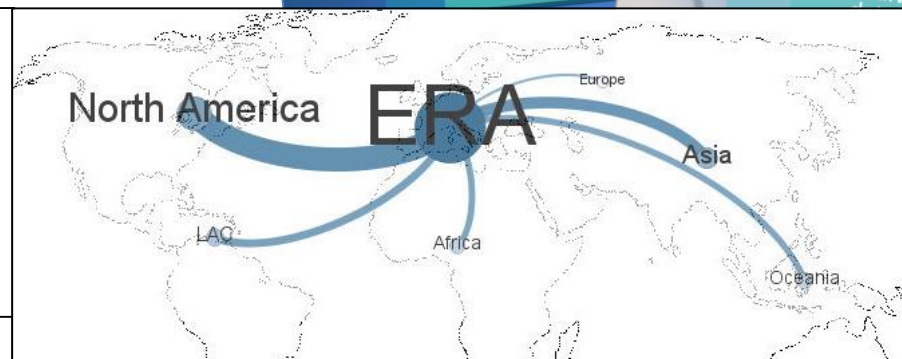 Europe
North America
ERA
Asia
LAC
Africa
Oceania